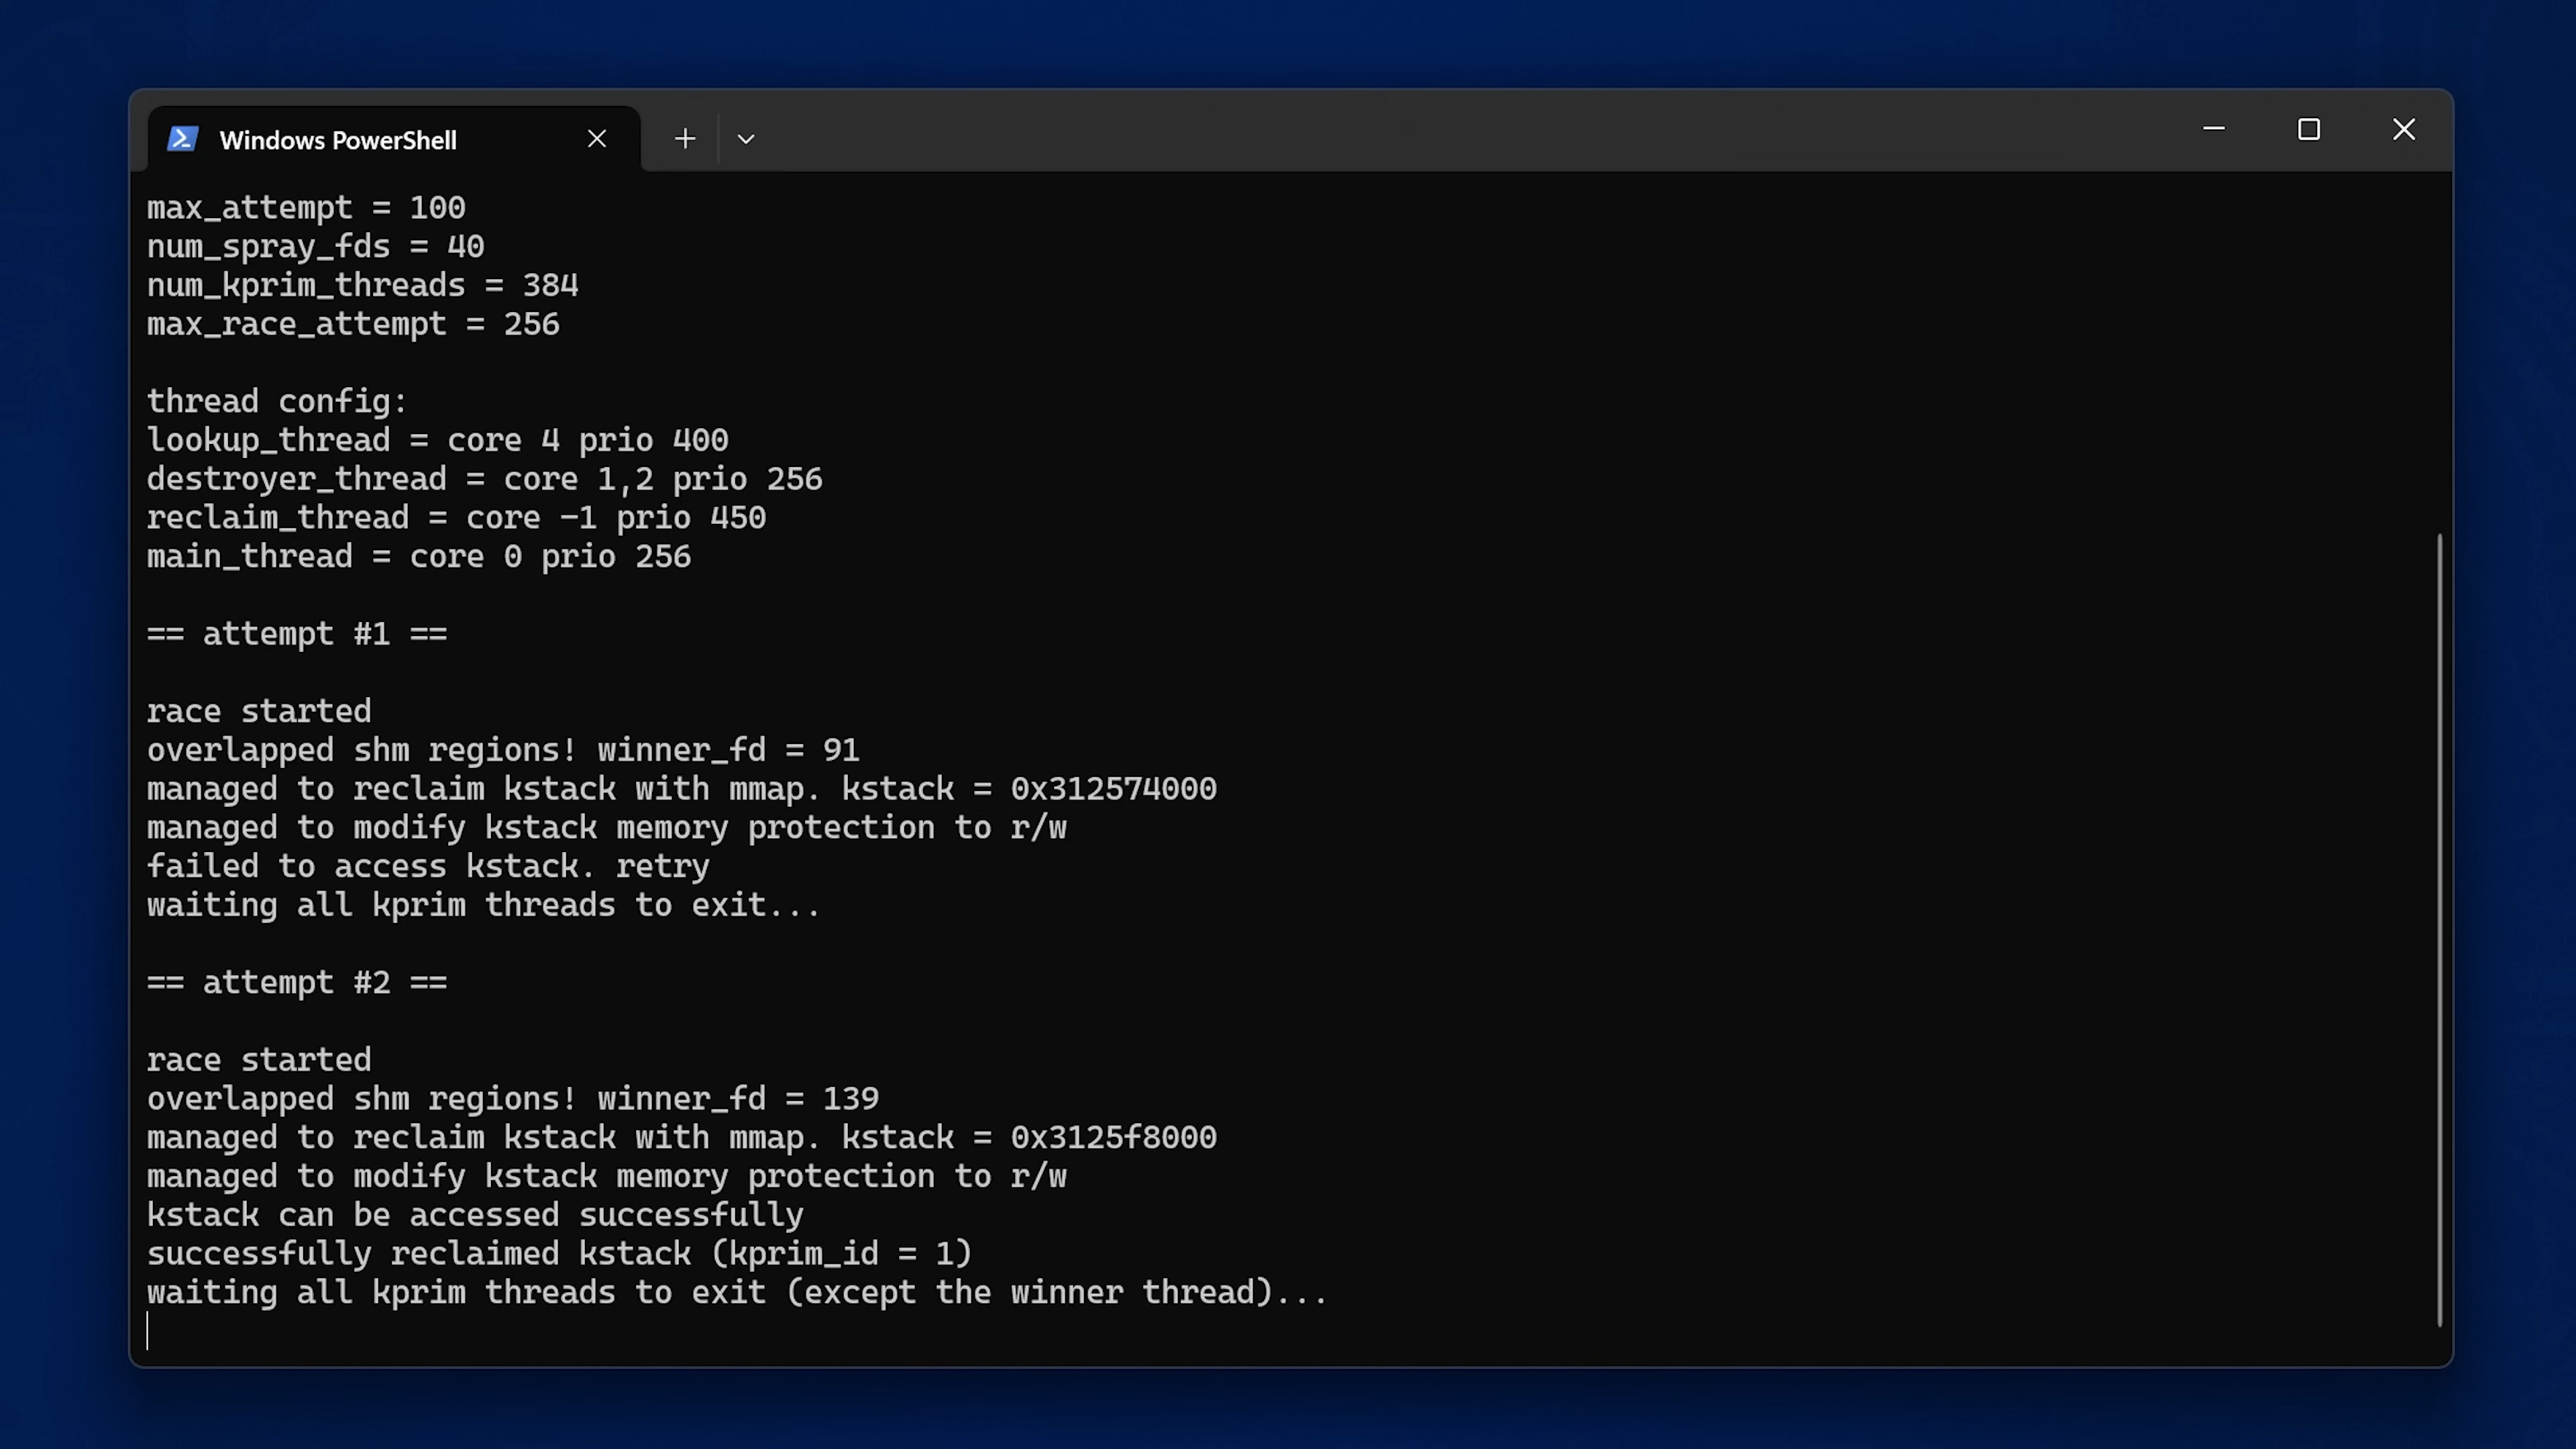 Windows PowerShell
max_attempt = 100
num_spray_fds = 40
num_kprim_threads = 384
max_race_attempt = 256
thread config:
lookup_thread = core 4 prio 400
destroyer_thread = core 1,2 prio 256
reclaim_thread = core -1 prio 450
main_thread = core 0 prio 256
== attempt #1 ==
race started
overlapped shm regions! winner_fd = 91
managed to reclaim kstack with mmap. kstack = 0x312574000
managed to modify kstack memory protection to r/w
failed to access kstack. retry
waiting all kprim threads to exit...
== attempt #2 ==
race started
overlapped shm regions! winner_fd = 139
managed to reclaim kstack with mmap. kstack = 0x3125f8000
managed to modify kstack memory protection to r/w
kstack can be accessed successfully
successfully reclaimed kstack (kprim_id = 1)
waiting all kprim threads to exit (except the winner thread)...